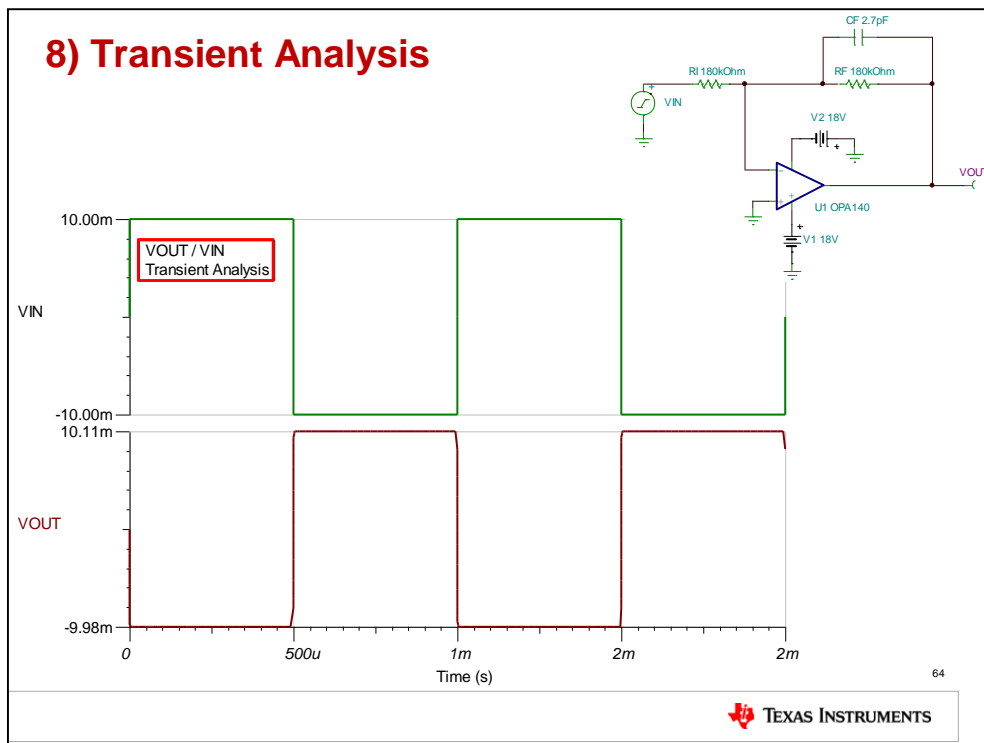 8) Transient Analysis
CF 2.7pF
RI 180kOhm
RF 180kOhm
+
VIN
V2 18V
+
VOUT
-
+
+
U1 OPA140
+
V1 18V
10.00m
VOUT / VIN
Transient Analysis
VIN
-10.00m
10.11m
VOUT
-9.98m
0
500u
1m
2m
2m
Time (s)
64
TEXAS INSTRUMENTS